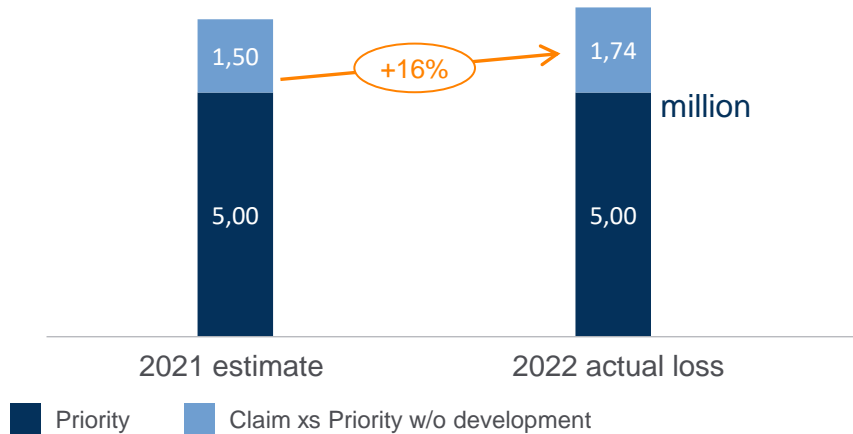 1,50
+16%
1,74
million
5,00
5,00
2021 estimate
2022 actual loss
Priority
Claim xs Priority w/o development